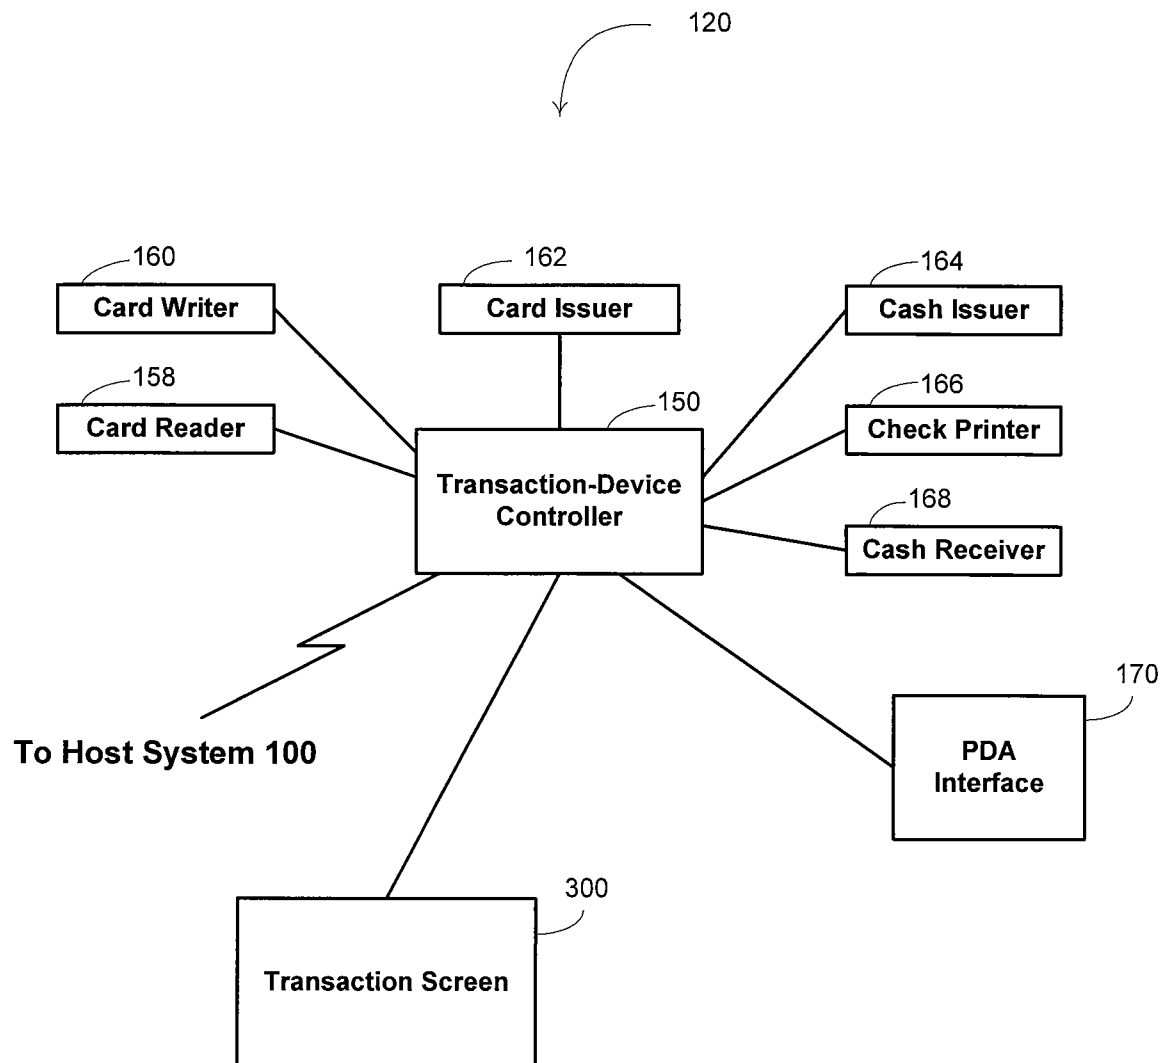 120
160
Card Writer
162
Card Issuer
164
Cash Issuer
158
Card Reader
150
Transaction-Device
Controller
166
Check Printer
168
Cash Receiver
To Host System 100
170
PDA
Interface
300
Transaction Screen